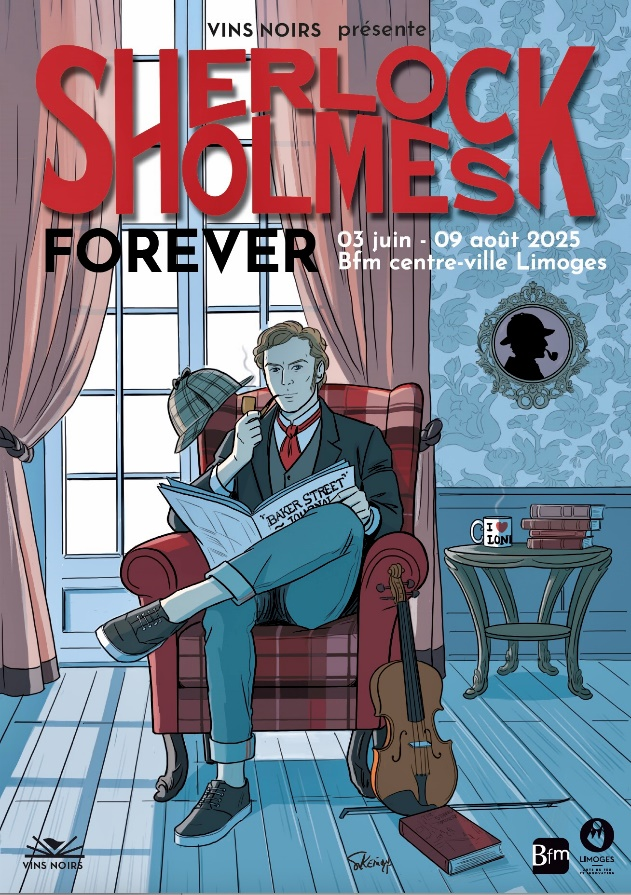 VINS NOIRS présente
SHERLOCK
HOLMES
FOREVER
03 juin - 09 août 2025
Bfm centre-ville Limoges
"BAKER STREET"
JOURNAL
I ♥
LON
VINS NOIRS
Bfm
LIMOGES